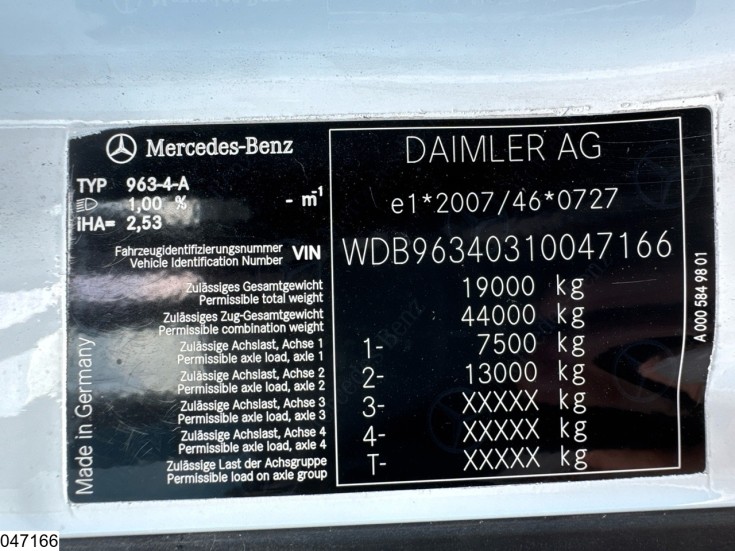 Mercedes-Benz
TYP 963-4-A
1,00 % - m⁻¹
iHA= 2,53
DAIMLER AG
e1*2007/46*0727
Fahrzeugidentifizierungsnummer
Vehicle Identification Number VIN WDB96340310047166
Zulässiges Gesamtgewicht
Permissible total weight 19000 kg
Zulässiges Zug-Gesamtgewicht
Permissible combination weight 44000 kg
Zulässige Achslast, Achse 1
Permissible axle load, axle 1 1- 7500 kg
Zulässige Achslast, Achse 2
Permissible axle load, axle 2 2- 13000 kg
Zulässige Achslast, Achse 3
Permissible axle load, axle 3 3- XXXXX kg
Zulässige Achslast, Achse 4
Permissible axle load, axle 4 4- XXXXX kg
Zulässige Last der Achsgruppe
Permissible load on axle group T- XXXXX kg
Made in Germany
A 000 584 98 01
047166